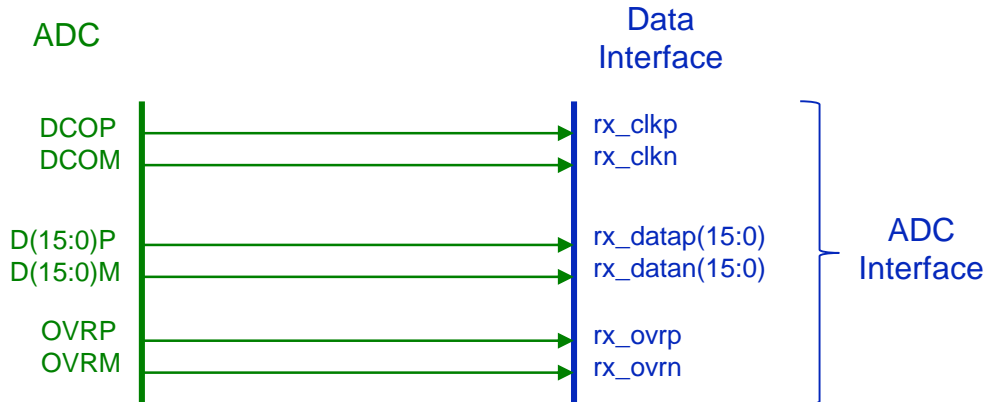 ADC
Data
Interface
DCOP
rx_clkp
DCOM
rx_clkn
D(15:0)P
rx_datap(15:0)
D(15:0)M
rx_datan(15:0)
ADC
Interface
OVRP
rx_ovrp
OVRM
rx_ovrn